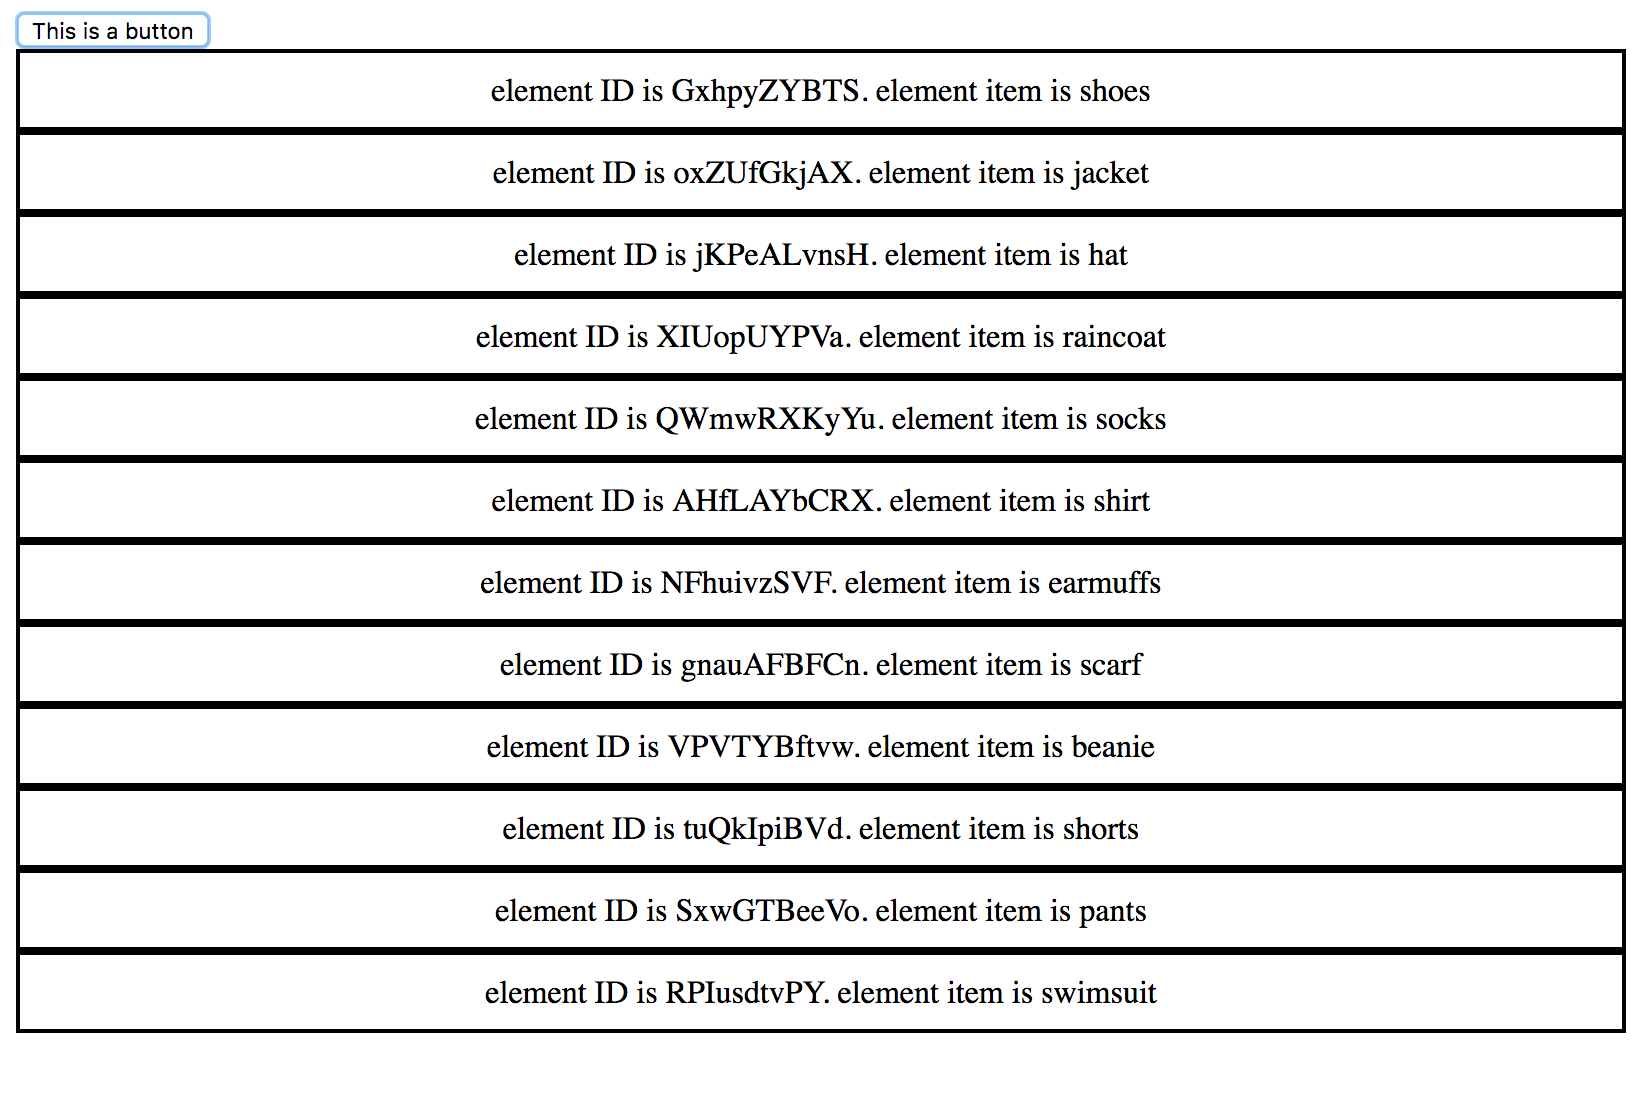 This is a button
element ID is GxhpyZYBTS. element item is shoes
element ID is oxZUfGkjAX. element item is jacket
element ID is jKPeALvnsH. element item is hat
element ID is XIUopUYPVa. element item is raincoat
element ID is QWmwRXKyYu. element item is socks
element ID is AHfLAYbCRX. element item is shirt
element ID is NFhuivzSVF. element item is earmuffs
element ID is gnauAFBFCn. element item is scarf
element ID is VPVTYBftvw. element item is beanie
element ID is tuQkIpiBVd. element item is shorts
element ID is SxwGTBeeVo. element item is pants
element ID is RPIusdtvPY. element item is swimsuit